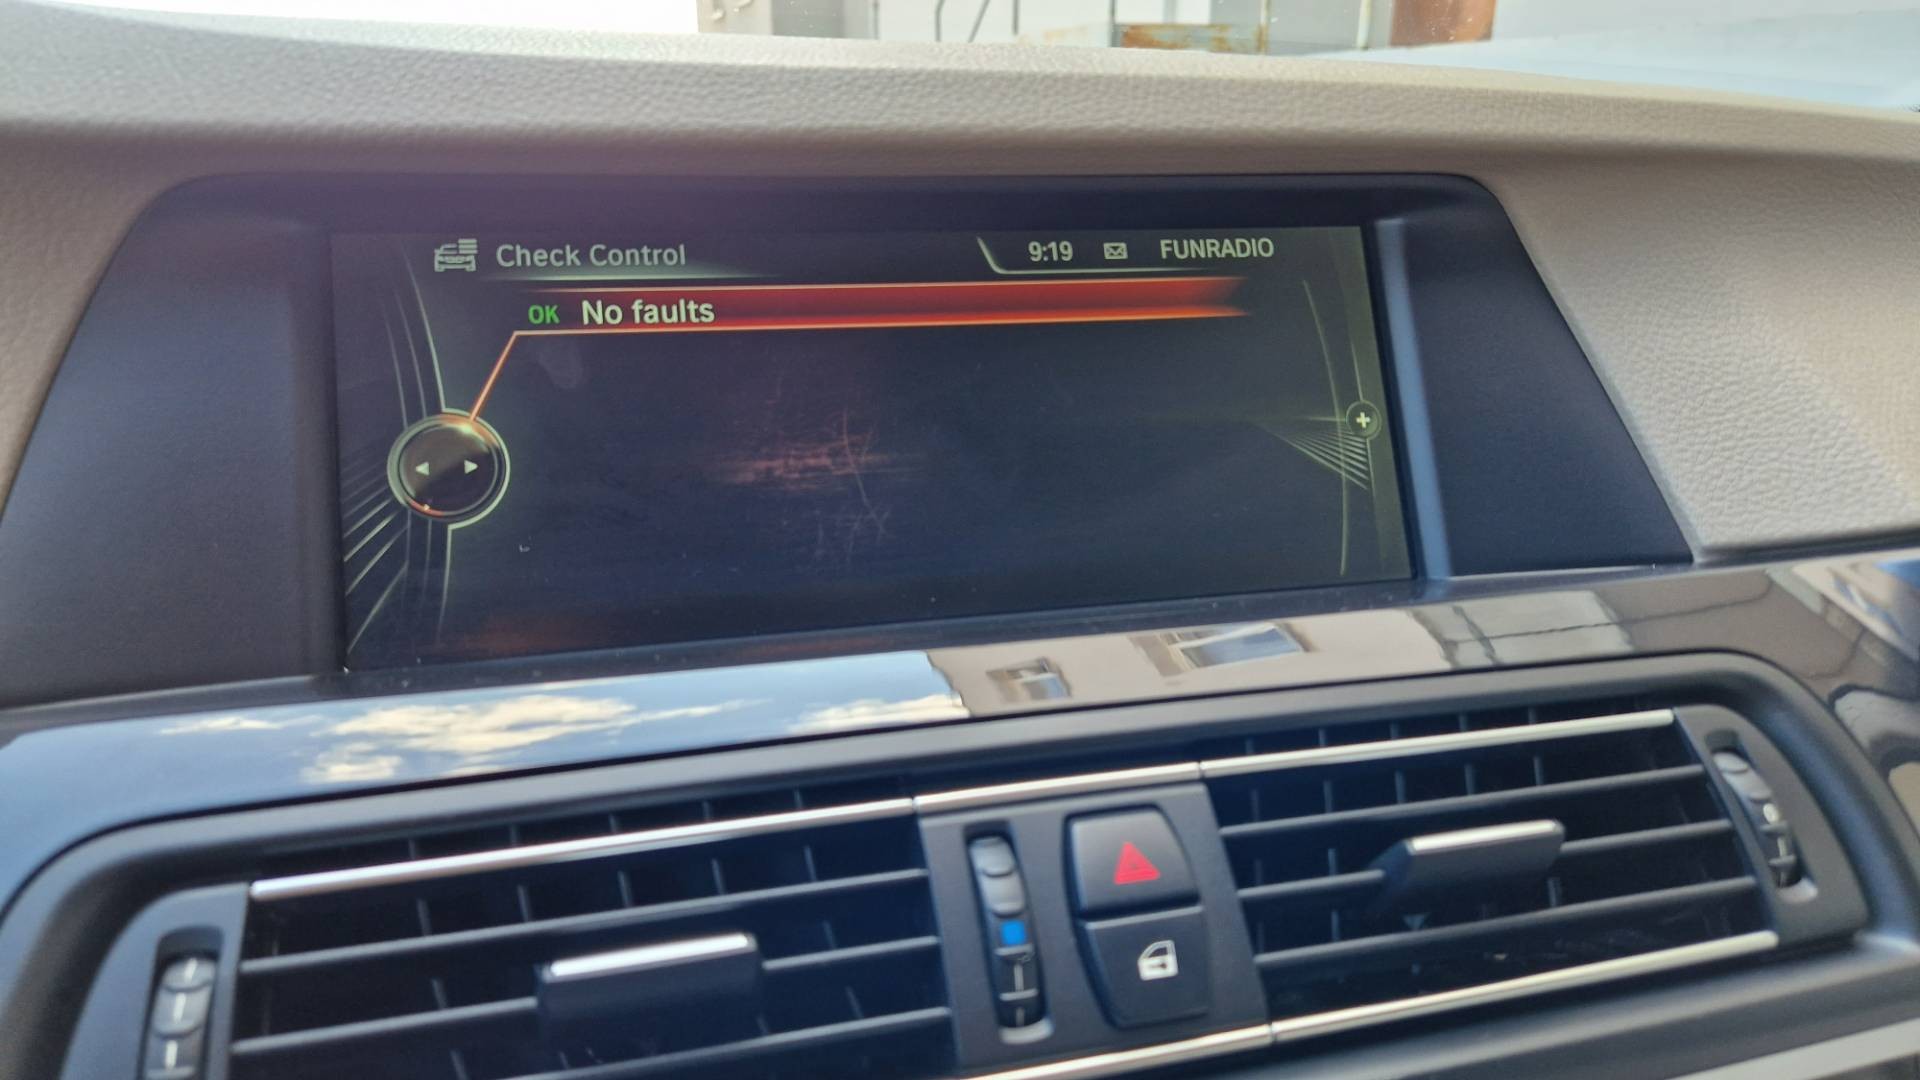 Check Control 9:19 FUNRADIO
OK No faults